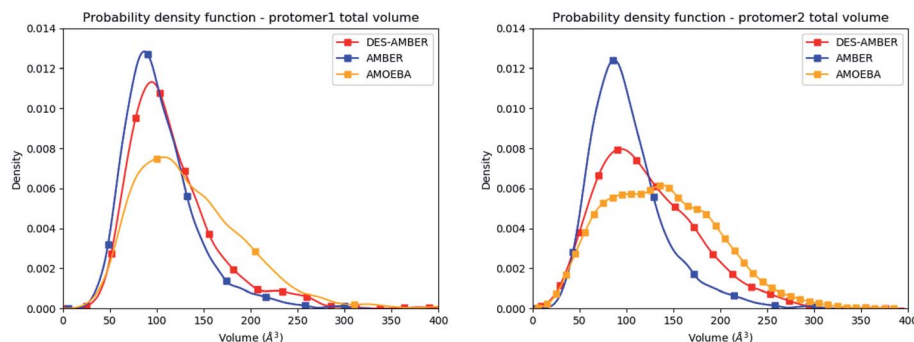 Probability density function - protomer1 total volume
0.014
0.012
0.010
0.008
0.006
0.004
0.002
0.000
Density
0
50
100
150
200
250
300
350
400
Volume (Å³)
DES-AMBER
AMBER
AMOEBA
Probability density function - protomer2 total volume
0.014
0.012
0.010
0.008
0.006
0.004
0.002
0.000
Density
0
50
100
150
200
250
300
350
400
Volume (Å³)
DES-AMBER
AMBER
AMOEBA